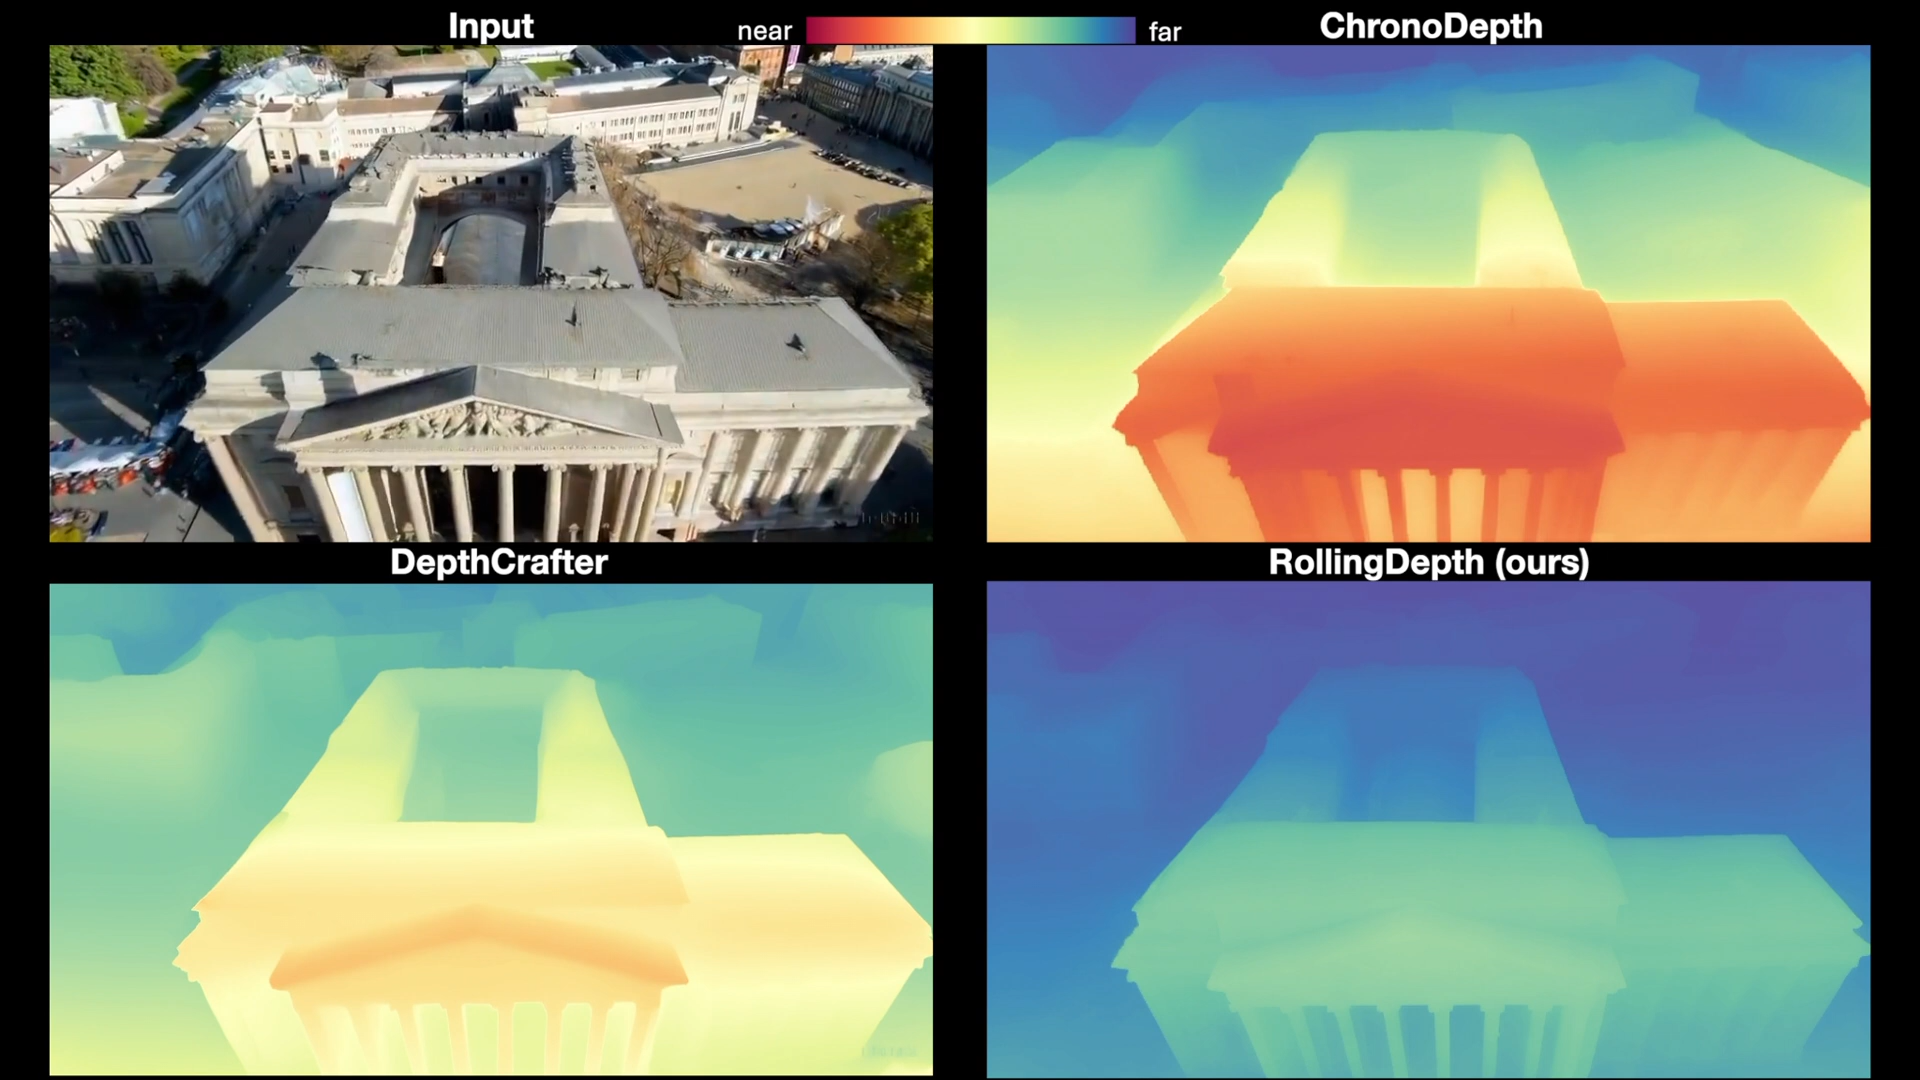 Input
near
far
ChronoDepth
DepthCrafter
RollingDepth (ours)